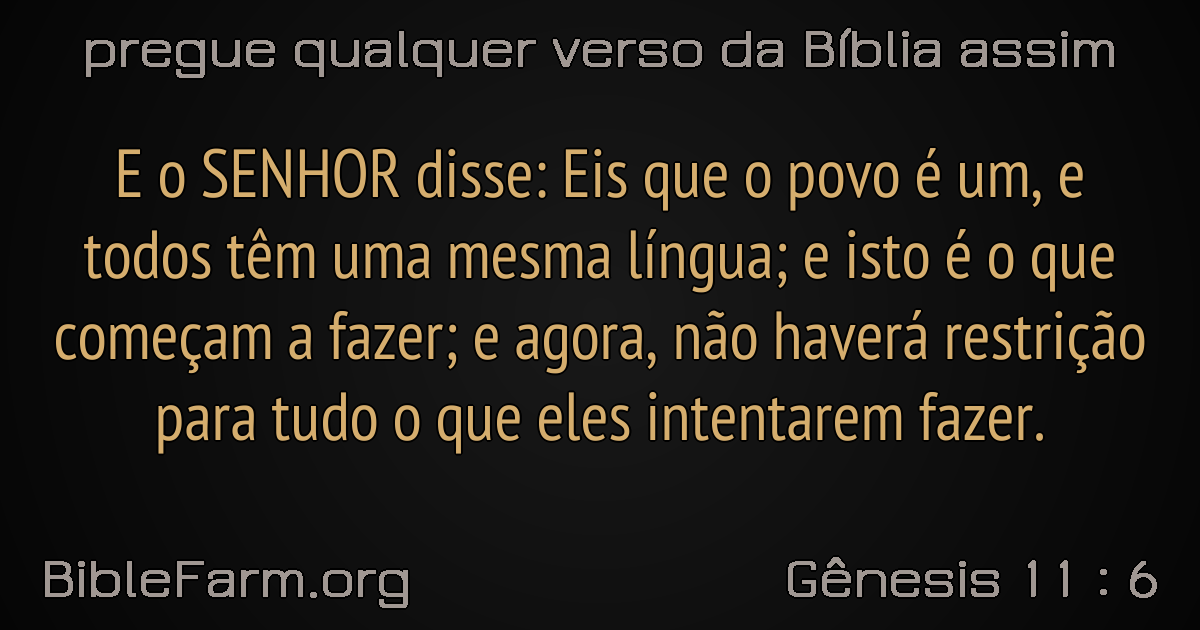 pregue qualquer verso da Bíblia assim
E o SENHOR disse: Eis que o povo é um, e
todos têm uma mesma língua; e isto é o que
começam a fazer; e agora, não haverá restrição
para tudo o que eles intentarem fazer.
BibleFarm.org
Gênesis 11 : 6